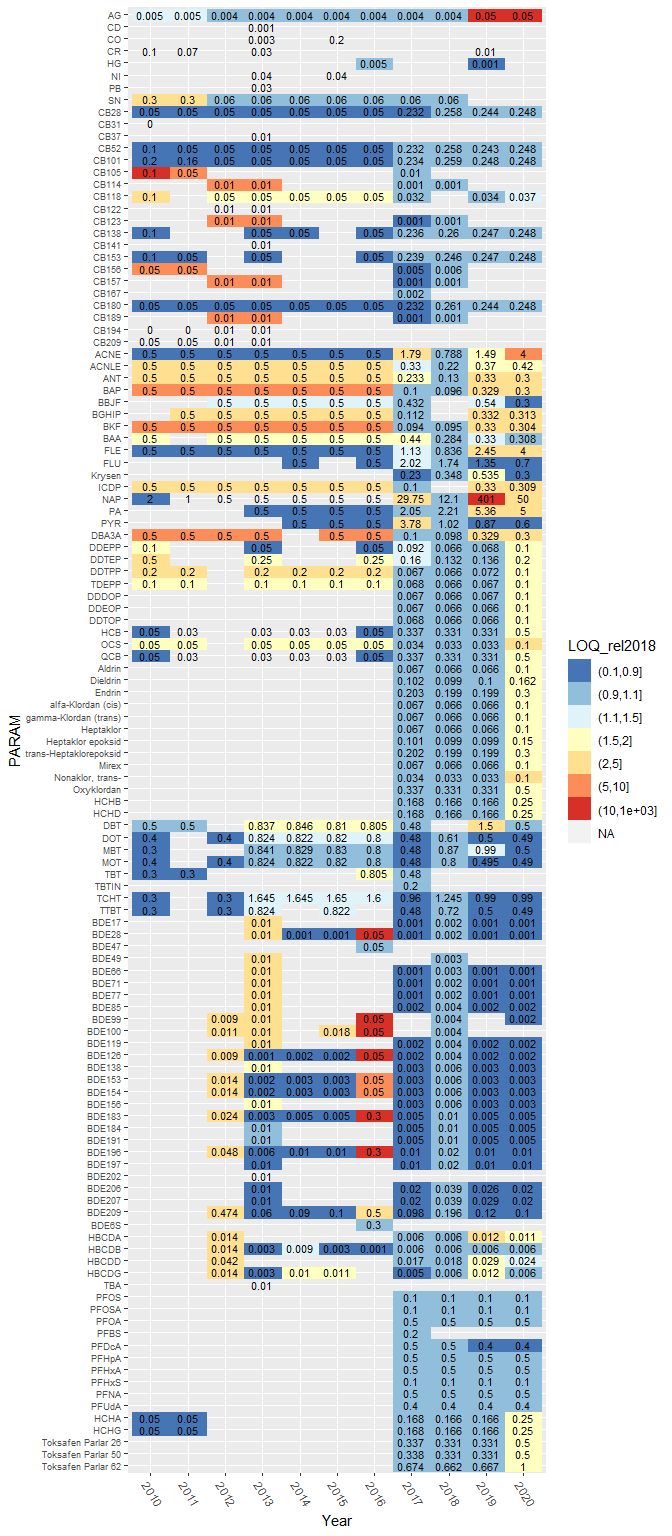 AG 0.005 0.005 0.004 0.004 0.004 0.004 0.004 0.004 0.004 0.05 0.05
CD 0.001
CO 0.003 0.2
CR 0.1 0.07 0.03 0.01
HG 0.005 0.001
NI 0.04 0.04
PB 0.03
SN 0.3 0.3 0.06 0.06 0.06 0.06 0.06 0.06 0.06
CB28 0.05 0.05 0.05 0.05 0.05 0.05 0.05 0.232 0.258 0.244 0.248
CB31 0
CB37 0.01
CB52 0.1 0.05 0.05 0.05 0.05 0.05 0.05 0.232 0.258 0.243 0.248
CB101 0.2 0.16 0.05 0.05 0.05 0.05 0.05 0.234 0.259 0.248 0.248
CB105 0.1 0.05 0.01
CB114 0.01 0.01 0.001 0.001
CB118 0.1 0.05 0.05 0.05 0.05 0.05 0.032 0.034 0.037
CB122 0.01 0.01
CB123 0.01 0.01 0.001 0.001
CB138 0.1 0.05 0.05 0.05 0.236 0.26 0.247 0.248
CB141 0.01
CB153 0.1 0.05 0.05 0.05 0.239 0.246 0.247 0.248
CB156 0.05 0.05 0.005 0.006
CB157 0.01 0.01 0.001 0.001
CB167 0.002
CB180 0.05 0.05 0.05 0.05 0.05 0.05 0.05 0.232 0.261 0.244 0.248
CB189 0.01 0.01 0.001 0.001
CB194 0 0 0.01 0.01
CB209 0.05 0.05 0.01 0.01
ACNE 0.5 0.5 0.5 0.5 0.5 0.5 0.5 1.79 0.788 1.49 4
ACNLE 0.5 0.5 0.5 0.5 0.5 0.5 0.5 0.33 0.22 0.37 0.42
ANT 0.5 0.5 0.5 0.5 0.5 0.5 0.5 0.233 0.13 0.33 0.3
BAP 0.5 0.5 0.5 0.5 0.5 0.5 0.5 0.1 0.096 0.329 0.3
BBJF 0.5 0.5 0.5 0.5 0.5 0.432 0.54 0.3
BGHIP 0.5 0.5 0.5 0.5 0.5 0.5 0.112 0.332 0.313
BKF 0.5 0.5 0.5 0.5 0.5 0.5 0.5 0.094 0.095 0.33 0.304
BAA 0.5 0.5 0.5 0.5 0.5 0.5 0.44 0.284 0.33 0.308
FLE 0.5 0.5 0.5 0.5 0.5 0.5 0.5 1.13 0.836 2.45 4
FLU 0.5 0.5 2.02 1.74 1.35 0.7
Krysen 0.23 0.348 0.535 0.3
ICDP 0.5 0.5 0.5 0.5 0.5 0.5 0.5 0.1 0.33 0.309
NAP 2 1 0.5 0.5 0.5 0.5 0.5 29.75 12.1 401 50
PA 0.5 0.5 0.5 0.5 2.05 2.21 5.36 5
PYR 0.5 0.5 0.5 3.78 1.02 0.87 0.6
DBA3A 0.5 0.5 0.5 0.5 0.5 0.5 0.1 0.098 0.329 0.3
DDEPP 0.1 0.05 0.05 0.092 0.066 0.068 0.1
DDTEP 0.5 0.25 0.25 0.16 0.132 0.136 0.2
DDTPP 0.2 0.2 0.2 0.2 0.2 0.2 0.067 0.066 0.072 0.1
TDEPP 0.1 0.1 0.1 0.1 0.1 0.1 0.068 0.066 0.066 0.1
DDDOP 0.067 0.066 0.066 0.1
DDEOP 0.067 0.066 0.066 0.1
DDTOP 0.068 0.066 0.066 0.1
HCB 0.05 0.03 0.03 0.03 0.03 0.05 0.337 0.331 0.331 0.5
OCS 0.05 0.05 0.05 0.05 0.05 0.05 0.034 0.033 0.033 0.1
QCB 0.05 0.03 0.03 0.03 0.03 0.05 0.337 0.331 0.331 0.5
Aldrin 0.067 0.066 0.066 0.1
Dieldrin 0.102 0.099 0.1 0.162
Endrin 0.203 0.199 0.199 0.3
alfa-Klordan (cis) 0.067 0.066 0.066 0.1
gamma-Klordan (trans) 0.067 0.066 0.066 0.1
Heptaklor 0.067 0.066 0.066 0.1
Heptaklor epoksid 0.101 0.099 0.099 0.15
trans-Heptaklorepoksid 0.202 0.199 0.199 0.3
Mirex 0.067 0.066 0.066 0.1
Nonaklor, trans- 0.034 0.033 0.033 0.1
Oxyklordan 0.337 0.331 0.331 0.5
HCHB 0.168 0.166 0.166 0.25
HCHD 0.168 0.166 0.166 0.25
DBT 0.5 0.5 0.837 0.846 0.81 0.805 0.48 1.5 0.5
DOT 0.4 0.4 0.824 0.822 0.82 0.8 0.48 0.61 0.5 0.49
MBT 0.3 0.841 0.829 0.83 0.8 0.48 0.87 0.99 0.5
MOT 0.4 0.4 0.824 0.822 0.82 0.8 0.48 0.8 0.495 0.49
TBT 0.3 0.3 0.805 0.48
TBTIN 0.2
TCHT 0.3 0.3 1.645 1.645 1.65 1.6 0.96 1.245 0.99 0.99
TTBT 0.3 0.3 0.824 0.822 0.48 0.72 0.5 0.49
BDE17 0.01 0.001 0.002 0.001 0.001
BDE28 0.01 0.001 0.001 0.05 0.001 0.002 0.001 0.001
BDE47 0.05
BDE49 0.01 0.003
BDE66 0.01 0.001 0.003 0.001 0.001
BDE71 0.01 0.001 0.002 0.001 0.001
BDE77 0.01 0.001 0.002 0.001 0.001
BDE85 0.01 0.002 0.004 0.002 0.002
BDE99 0.009 0.01 0.05 0.004 0.002
BDE100 0.011 0.01 0.018 0.05 0.004
BDE119 0.01 0.002 0.004 0.002 0.002
BDE126 0.009 0.001 0.002 0.002 0.05 0.002 0.004 0.002 0.002
BDE138 0.01 0.003 0.006 0.003 0.003
BDE153 0.014 0.002 0.003 0.003 0.05 0.003 0.006 0.003 0.003
BDE154 0.014 0.002 0.003 0.003 0.05 0.003 0.006 0.003 0.003
BDE156 0.01 0.003 0.006 0.003 0.003
BDE183 0.024 0.003 0.005 0.005 0.3 0.005 0.01 0.005 0.005
BDE184 0.01 0.005 0.01 0.005 0.005
BDE191 0.01 0.005 0.01 0.005 0.005
BDE196 0.048 0.006 0.01 0.01 0.3 0.01 0.02 0.01 0.01
BDE197 0.01 0.01 0.02 0.01 0.01
BDE202 0.01
BDE206 0.01 0.02 0.039 0.026 0.02
BDE207 0.01 0.02 0.039 0.029 0.02
BDE209 0.474 0.06 0.09 0.1 0.5 0.098 0.196 0.12 0.1
BDE6S 0.3
HBCDA 0.014 0.006 0.006 0.012 0.011
HBCDB 0.014 0.003 0.009 0.003 0.001 0.006 0.006 0.006 0.006
HBCDD 0.042 0.017 0.018 0.029 0.024
HBCDG 0.014 0.003 0.01 0.011 0.005 0.006 0.012 0.006
TBA 0.01
PFOS 0.1 0.1 0.1 0.1
PFOSA 0.1 0.1 0.1 0.1
PFOA 0.5 0.5 0.5 0.5
PFBS 0.2
PFDcA 0.5 0.5 0.4 0.4
PFHpA 0.5 0.5 0.5 0.5
PFHxA 0.5 0.5 0.5 0.5
PFHxS 0.1 0.1 0.1 0.1
PFNA 0.5 0.5 0.5 0.5
PFUdA 0.4 0.4 0.4 0.4
HCHA 0.05 0.05 0.168 0.166 0.166 0.25
HCHG 0.05 0.05 0.168 0.166 0.166 0.25
Toksafen Parlar 26 0.337 0.331 0.331 0.5
Toksafen Parlar 50 0.338 0.331 0.331 0.5
Toksafen Parlar 62 0.674 0.662 0.667 1
2010 2011 2012 2013 2014 2015 2016 2017 2018 2019 2020
Year
PARAM
LOQ_rel2018
(0.1,0.9]
(0.9,1.1]
(1.1,1.5]
(1.5,2]
(2,5]
(5,10]
(10,1e+03]
NA